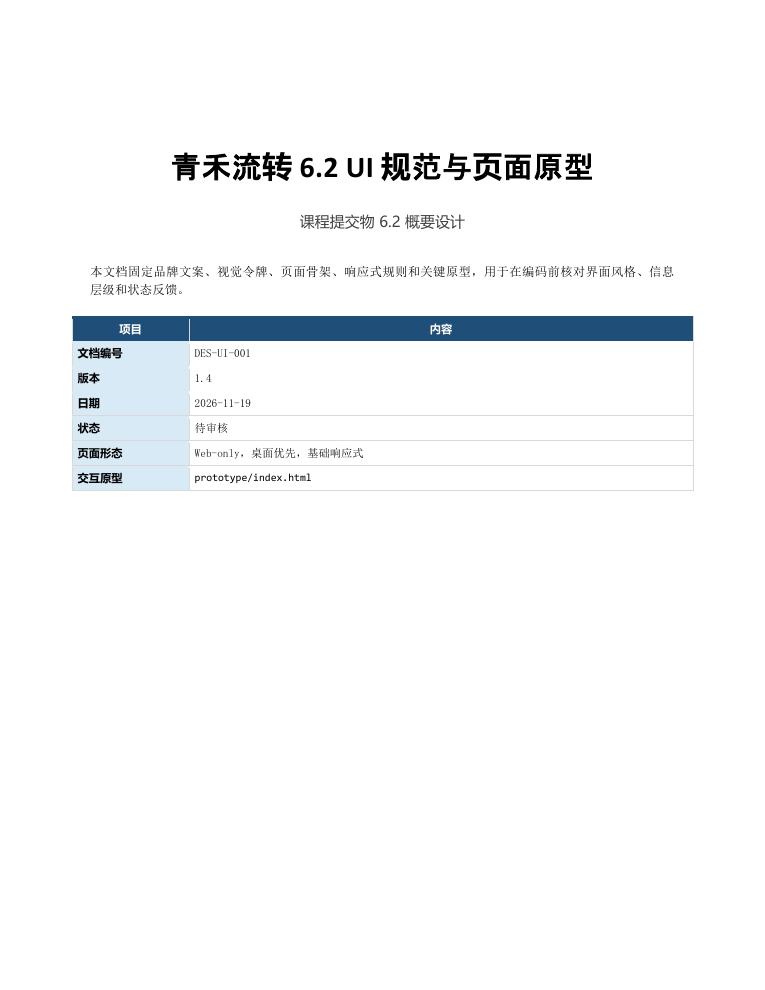 青禾流转 6.2 UI 规范与页面原型
课程提交物 6.2 概要设计
本文档固定品牌文案、视觉令牌、页面骨架、响应式规则和关键原型，用于在编码前核对界面风格、信息
层级和状态反馈。
项目 内容
文档编号 DES-UI-001
版本 1.4
日期 2026-11-19
状态 待审核
页面形态 Web-only，桌面优先，基础响应式
交互原型 prototype/index.html